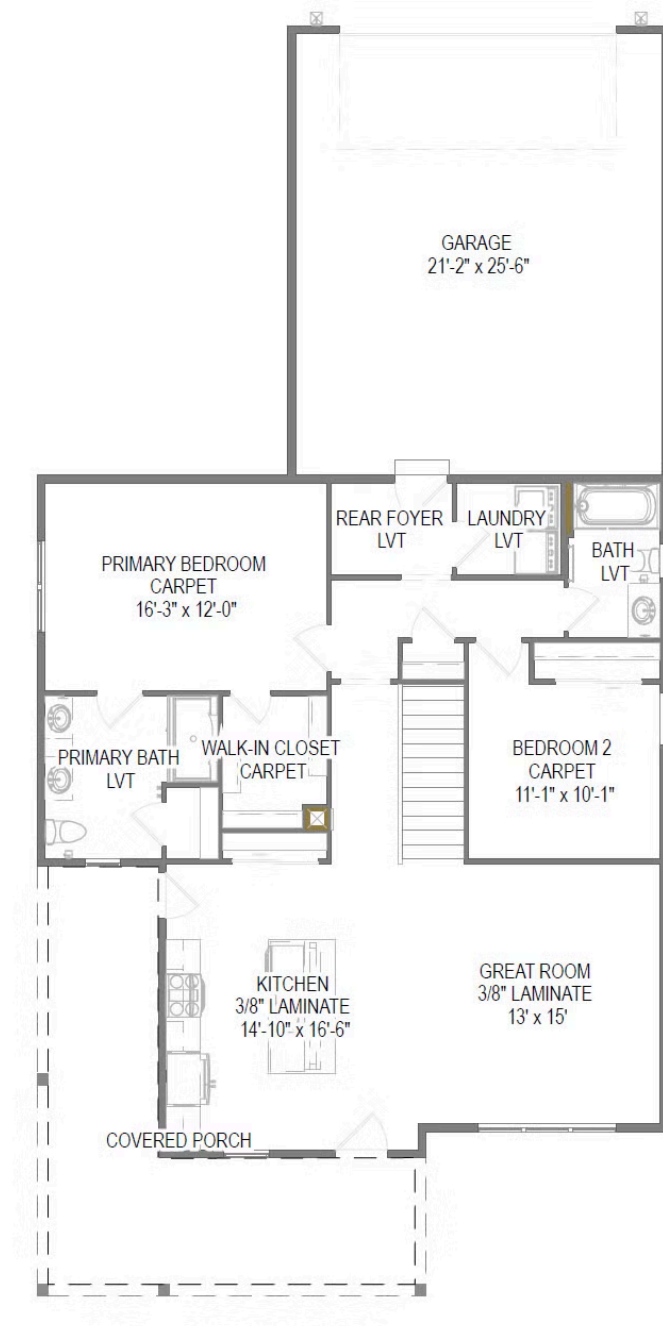 GARAGE
21'-2" x 25'-6"
REAR FOYER
LVT
LAUNDRY
LVT
BATH
LVT
PRIMARY BEDROOM
CARPET
16'-3" x 12'-0"
PRIMARY BATH
LVT
WALK-IN CLOSET
CARPET
BEDROOM 2
CARPET
11'-1" x 10'-1"
KITCHEN
3/8" LAMINATE
14'-10" x 16'-6"
GREAT ROOM
3/8" LAMINATE
13' x 15'
COVERED PORCH